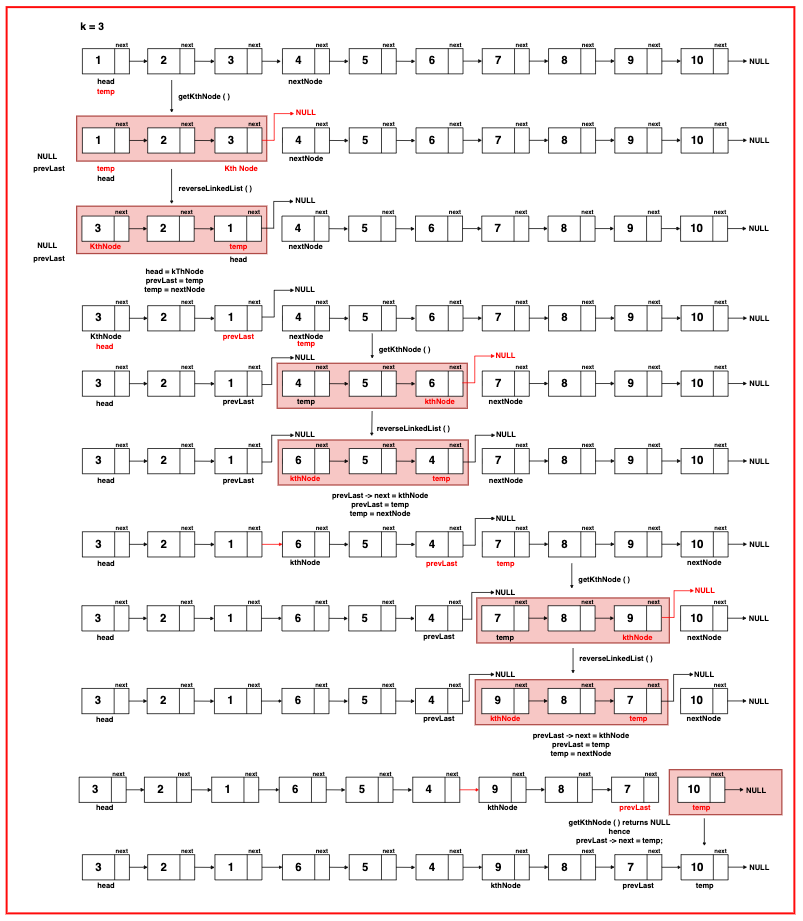 k = 3
next next next next next next next next next next
1 2 3 4 5 6 7 8 9 10 NULL
head nextNode
temp
getKthNode ( )
NULL
next next next next next next next next next next
1 2 3 4 5 6 7 8 9 10 NULL
NULL nextNode
prevLast temp Kth Node
head
reverseLinkedList ( )
NULL
next next next next next next next next next next
3 2 1 4 5 6 7 8 9 10 NULL
NULL KthNode temp nextNode
prevLast head
head = kThNode
prevLast = temp
temp = nextNode
NULL
next next next next next next next next next next
3 2 1 4 5 6 7 8 9 10 NULL
KthNode prevLast nextNode
head temp
getKthNode ( )
NULL NULL
next next next next next next next next next next
3 2 1 4 5 6 7 8 9 10 NULL
head prevLast temp kthNode nextNode
reverseLinkedList ( )
NULL NULL
next next next next next next next next next next
3 2 1 6 5 4 7 8 9 10 NULL
head prevLast kthNode temp nextNode
prevLast -> next = kthNode
prevLast = temp
temp = nextNode
NULL
next next next next next next next next next next
3 2 1 6 5 4 7 8 9 10 NULL
head kthNode prevLast temp nextNode
getKthNode ( )
NULL NULL
next next next next next next next next next next
3 2 1 6 5 4 7 8 9 10 NULL
head prevLast temp kthNode nextNode
reverseLinkedList ( )
NULL NULL
next next next next next next next next next next
3 2 1 6 5 4 9 8 7 10 NULL
head prevLast kthNode temp nextNode
prevLast -> next = kthNode
prevLast = temp
temp = nextNode
next next next next next next next next next next
3 2 1 6 5 4 9 8 7 10 NULL
head kthNode prevLast temp
getKthNode ( ) returns NULL
hence
prevLast -> next = temp;
next next next next next next next next next next
3 2 1 6 5 4 9 8 7 10 NULL
head kthNode prevLast temp